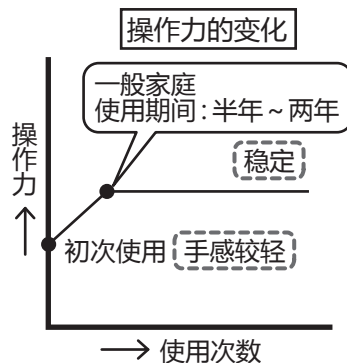 操作力的变化
一般家庭
使用期间：半年～两年
操作力
稳定
初次使用 手感较轻
使用次数